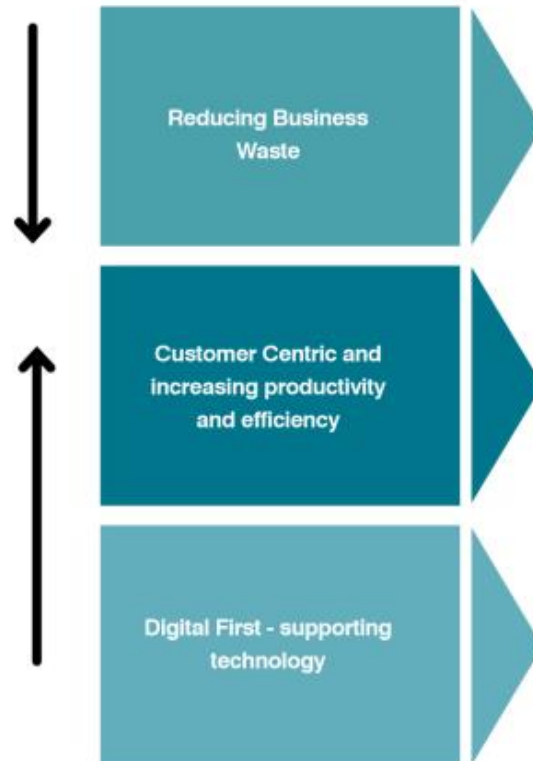 Reducing Business
Waste
Customer Centric and
increasing productivity
and efficiency
Digital First - supporting
technology